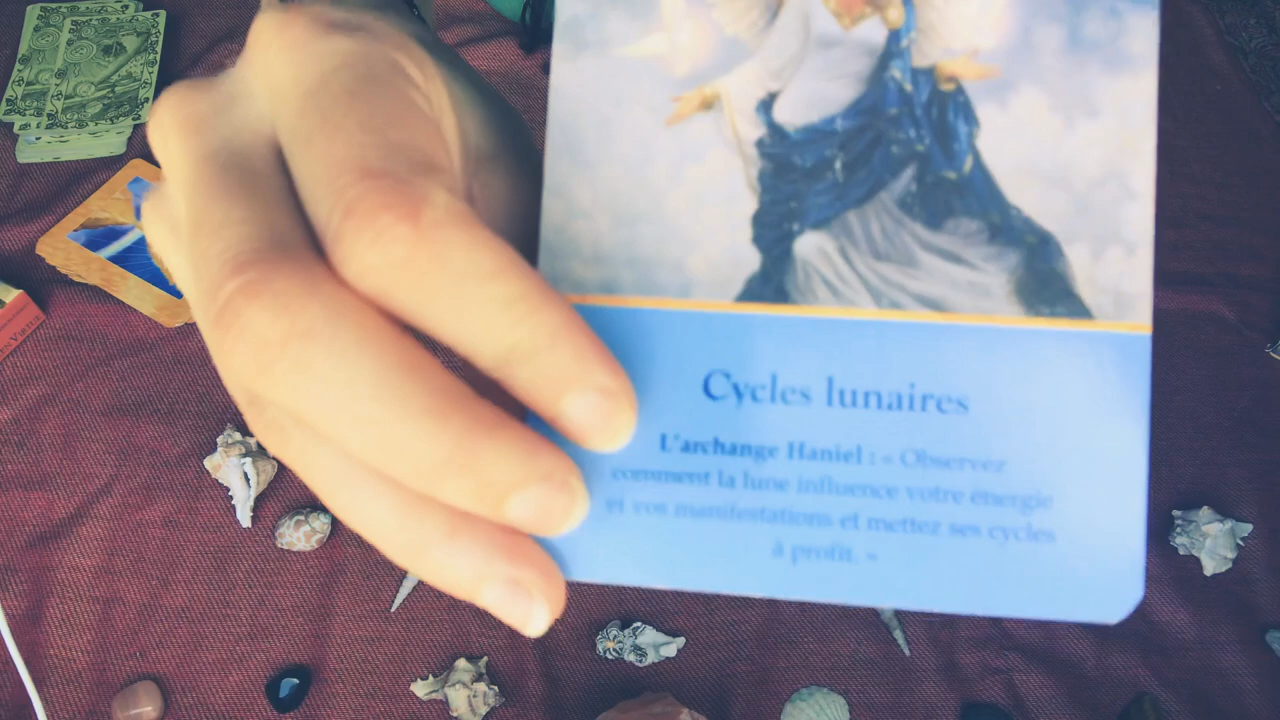 Cycles lunaires
L'archange Haniel : « Observez
comment la lune influence votre énergie
et vos manifestations et mettez ses cycles
à profit. »
VIRTUE